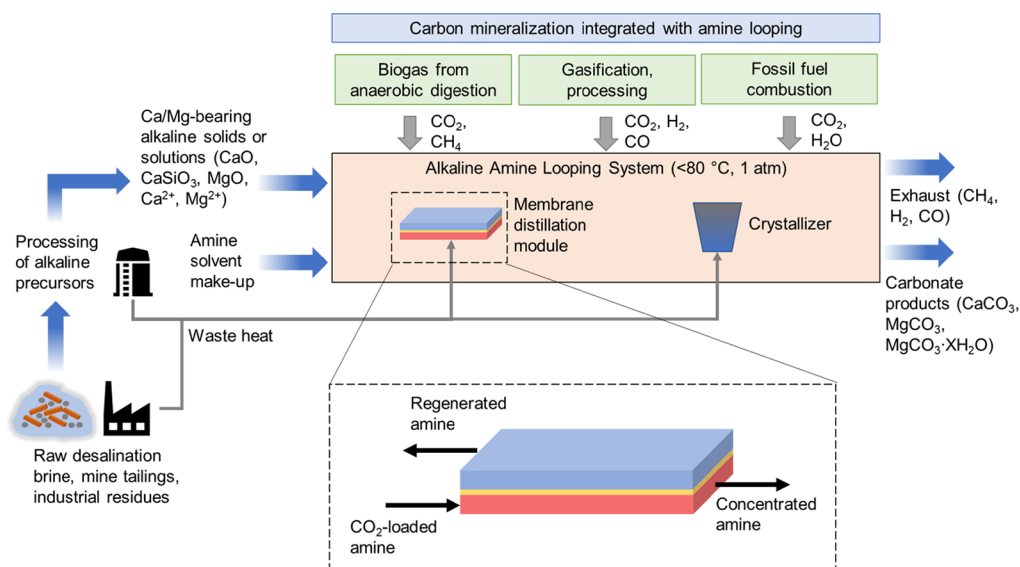 Carbon mineralization integrated with amine looping
Biogas from
anaerobic digestion
Gasification,
processing
Fossil fuel
combustion
CO₂,
CH₄
CO₂, H₂,
CO
CO₂,
H₂O
Ca/Mg-bearing
alkaline solids or
solutions (CaO,
CaSiO₃, MgO,
Ca²⁺, Mg²⁺)
Alkaline Amine Looping System (<80 °C, 1 atm)
Membrane
distillation
module
Crystallizer
Exhaust (CH₄,
H₂, CO)
Processing
of alkaline
precursors
Amine
solvent
make-up
Carbonate
products (CaCO₃,
MgCO₃,
MgCO₃·XH₂O)
Waste heat
Raw desalination
brine, mine tailings,
industrial residues
Regenerated
amine
CO₂-loaded
amine
Concentrated
amine